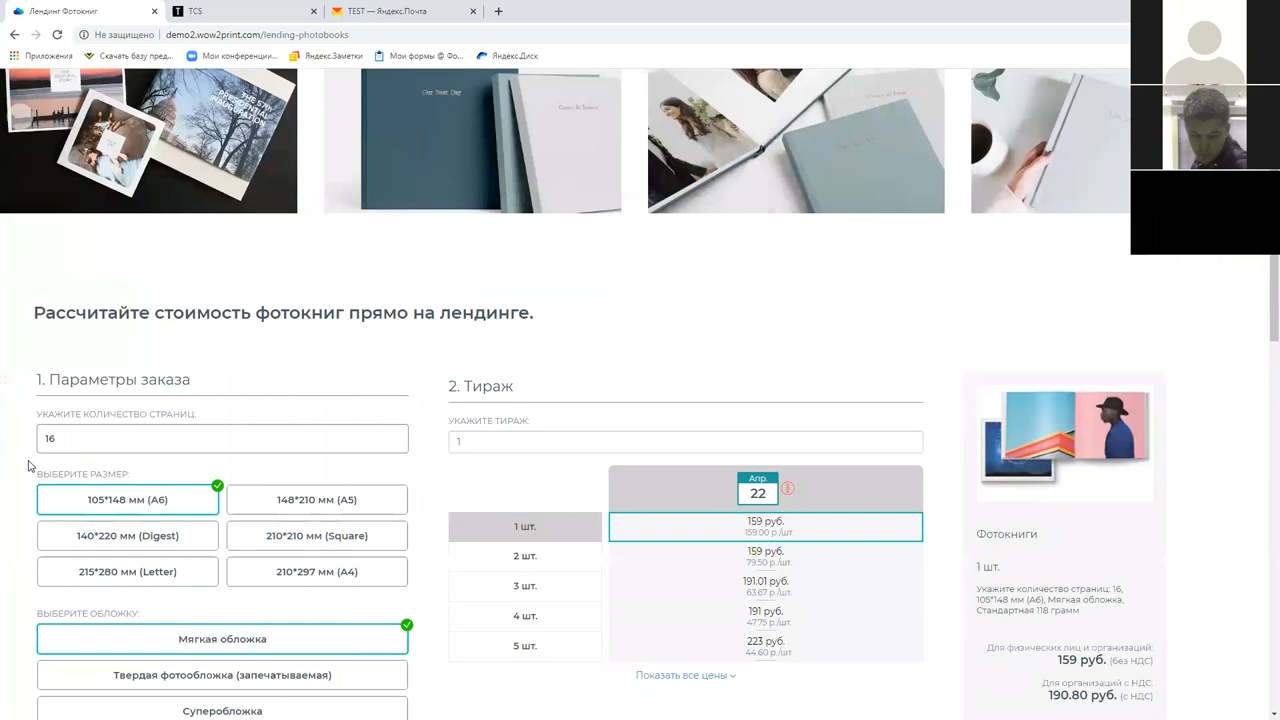 Лендинг Фотокниг
TCS
TEST — Яндекс.Почта
Не защищено
demo2.wow2print.com/lending-photobooks
Приложения
Скачать базу пред...
Мои конференции...
Яндекс.Заметки
Мои формы @ Фо...
Яндекс.Диск
THE 57TH
PRESIDENTIAL
INAUGURATION
Our Best Day
Рассчитайте стоимость фотокниг прямо на лендинге.
1. Параметры заказа
УКАЖИТЕ КОЛИЧЕСТВО СТРАНИЦ:
16
ВЫБЕРИТЕ РАЗМЕР:
105*148 мм (A6)
148*210 мм (A5)
140*220 мм (Digest)
210*210 мм (Square)
215*280 мм (Letter)
210*297 мм (A4)
ВЫБЕРИТЕ ОБЛОЖКУ:
Мягкая обложка
Твердая фотообложка (запечатываемая)
Суперобложка
2. Тираж
УКАЖИТЕ ТИРАЖ:
1
Апр.
22
1 шт.
159 руб.
159.00 р./шт.
2 шт.
159 руб.
79.50 р./шт.
3 шт.
191.01 руб.
63.67 р./шт.
4 шт.
191 руб.
47.75 р./шт.
5 шт.
223 руб.
44.60 р./шт.
Показать все цены
Фотокниги
1 шт.
Укажите количество страниц: 16,
105*148 мм (A6), Мягкая обложка,
Стандартная 118 грамм
Для физических лиц и организаций:
159 руб. (без НДС)
Для организаций с НДС:
190.80 руб. (с НДС)